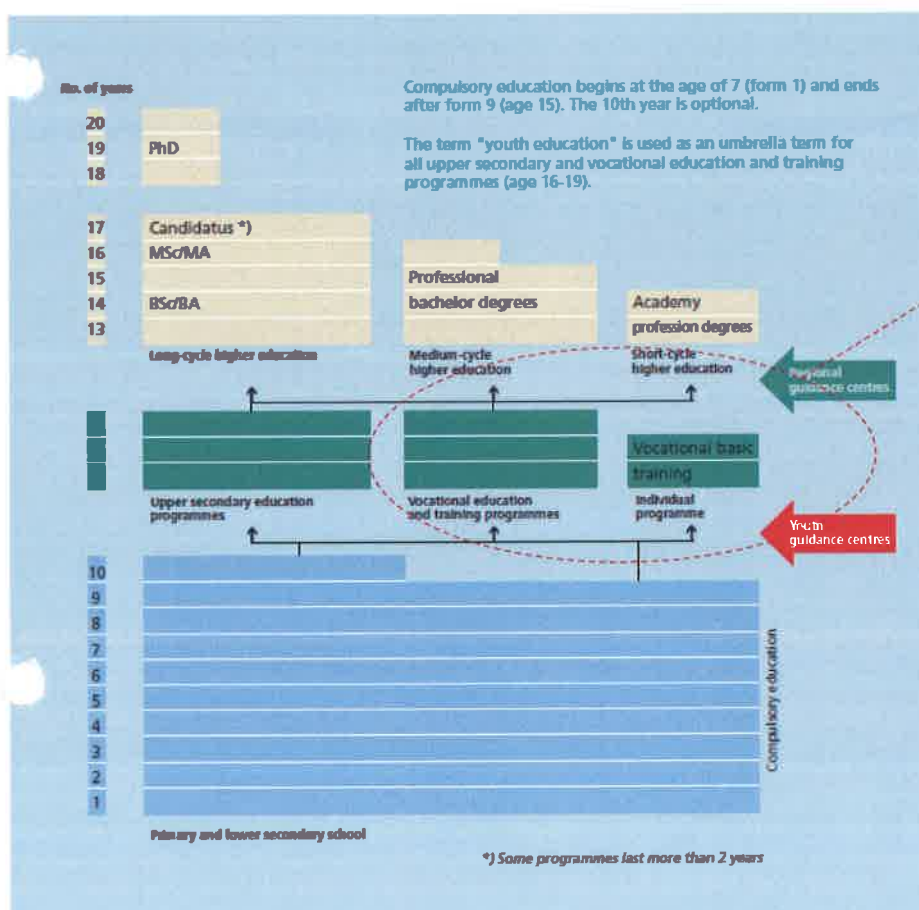 No. of years
Compulsory education begins at the age of 7 (form 1) and ends
after form 9 (age 15). The 10th year is optional.
The term "youth education" is used as an umbrella term for
all upper secondary and vocational education and training
programmes (age 16-19).
20
19 PhD
18
17 Candidatus *)
16 MSc/MA
15 Professional
14 BSc/BA bachelor degrees Academy
13 profession degrees
Long-cycle higher education
Medium-cycle
higher education
Short-cycle
higher education
Regional
guidance centres
Vocational basic
training
Upper secondary education
programmes
Vocational education
and training programmes
Individual
programme
Youth
guidance centres
10
9
8
7
6
5
4
3
2
1
Compulsory education
Primary and lower secondary school
*) Some programmes last more than 2 years